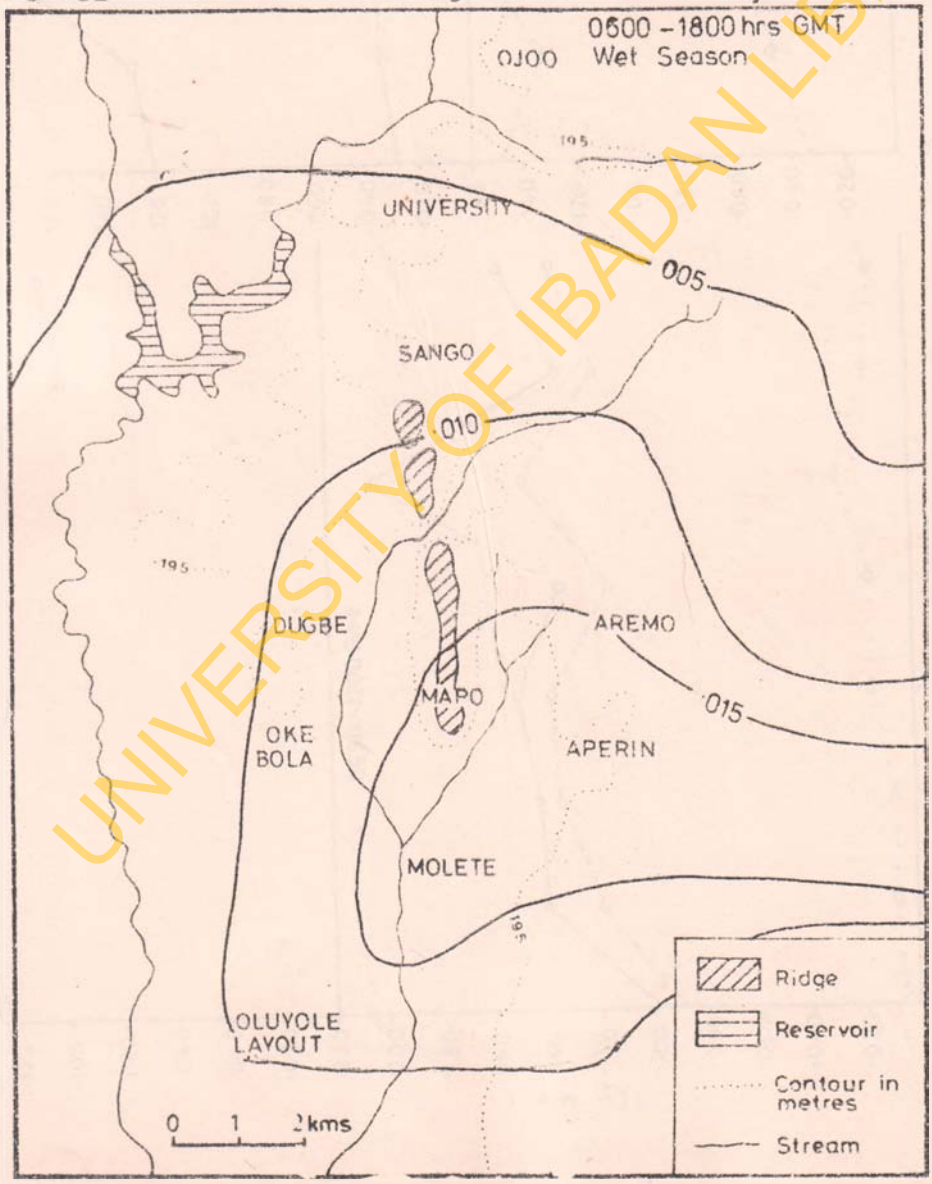 0600 - 1800 hrs GMT
0J00 Wet Season
195
UNIVERSITY
005
SANGO
010
195
DUGBE
AREMO
MAPO
015
OKE
BOLA
APERIN
MOLETE
195
OLUYOLE
LAYOUT
Ridge
Reservoir
Contour in
metres
Stream
0 1 2 kms
UNIVERSITY OF IBADAN LIB